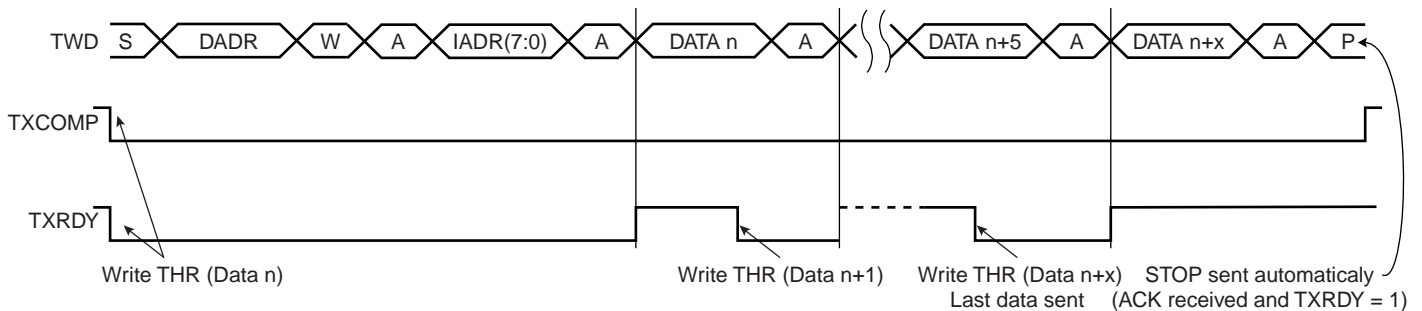 TWD S DADR W A IADR(7:0) A DATA n A DATA n+5 A DATA n+x A P
TXCOMP
TXRDY
Write THR (Data n) Write THR (Data n+1) Write THR (Data n+x) STOP sent automaticaly
Last data sent (ACK received and TXRDY = 1)